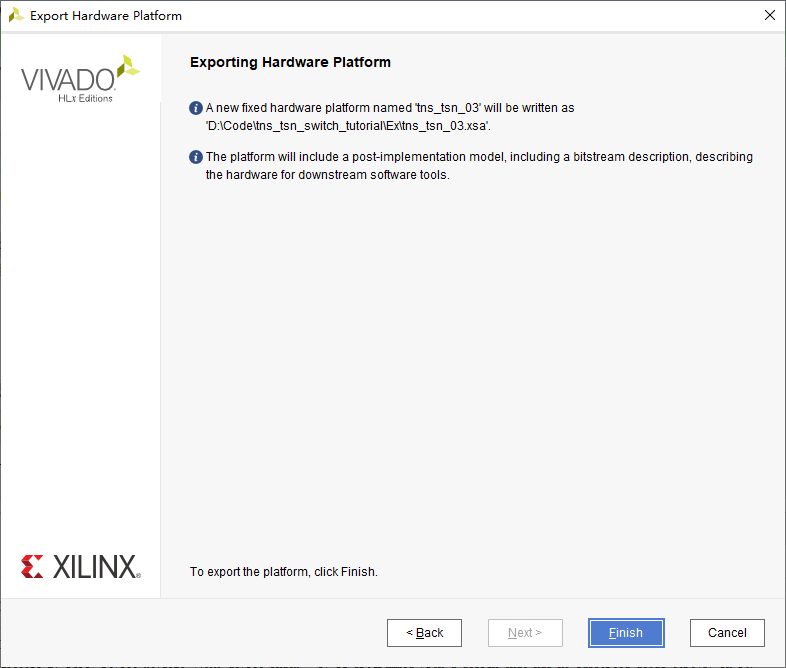 Export Hardware Platform
VIVADO
HLx Editions
Exporting Hardware Platform
A new fixed hardware platform named 'tns_tsn_03' will be written as
'D:\Code\tns_tsn_switch_tutorial\Ex\tns_tsn_03.xsa'.
The platform will include a post-implementation model, including a bitstream description, describing
the hardware for downstream software tools.
XILINX®
To export the platform, click Finish.
< Back
Next >
Finish
Cancel